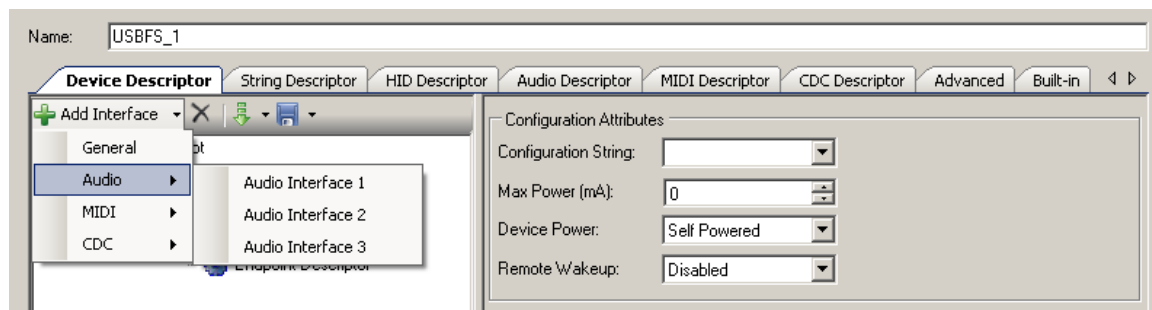 Name: USBFS_1
Device Descriptor String Descriptor HID Descriptor Audio Descriptor MIDI Descriptor CDC Descriptor Advanced Built-in
Add Interface
General
Audio
MIDI
CDC
Audio Interface 1
Audio Interface 2
Audio Interface 3
Endpoint Descriptor
Configuration Attributes
Configuration String:
Max Power (mA): 0
Device Power: Self Powered
Remote Wakeup: Disabled